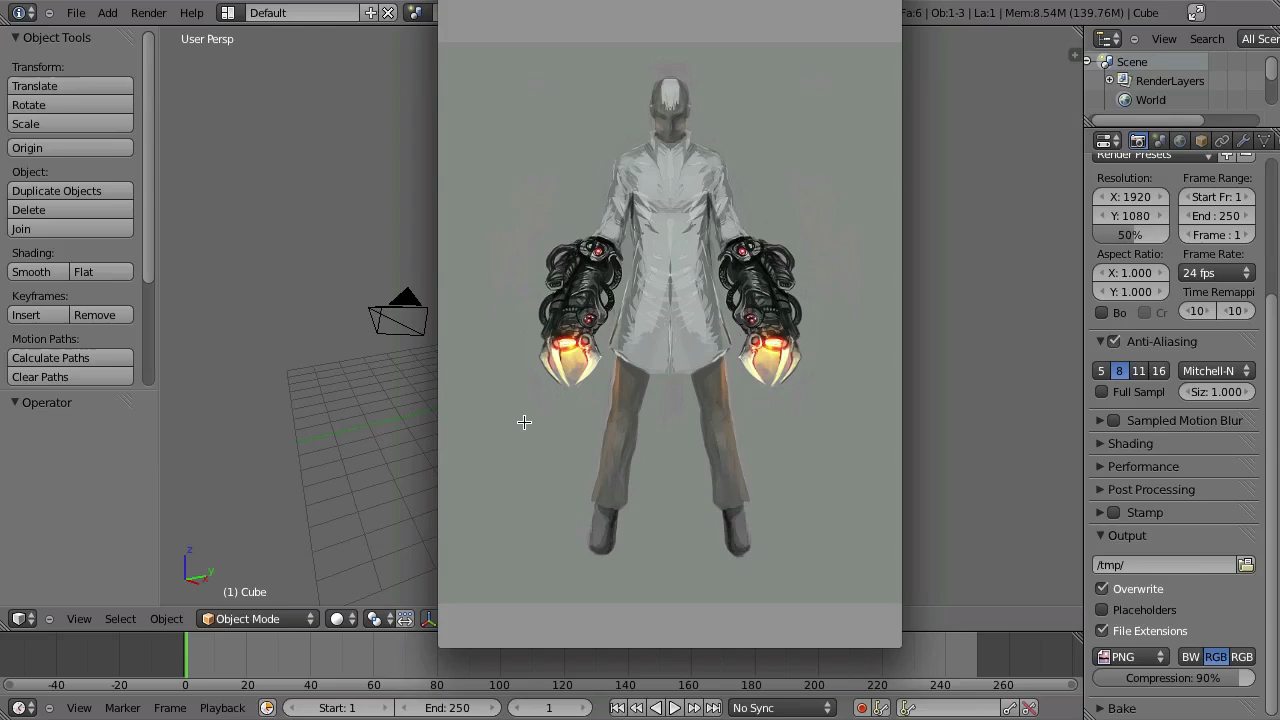 File Add Render Help Default
Fa:6 | Ob:1-3 | La:1 | Mem:8.54M (139.76M) | Cube
Object Tools
User Persp
View Search All Scen
Transform:
Translate
Rotate
Scale
Origin
Object:
Duplicate Objects
Delete
Join
Shading:
Smooth Flat
Keyframes:
Insert Remove
Motion Paths:
Calculate Paths
Clear Paths
Operator
z
y
x
(1) Cube
View Select Object Object Mode
Scene
RenderLayers
World
Render Presets
Resolution: Frame Range:
X: 1920 Start Fr: 1
Y: 1080 End : 250
50% Frame : 1
Aspect Ratio: Frame Rate:
X: 1.000 24 fps
Y: 1.000 Time Remappi
Bo Cr 10 10
Anti-Aliasing
5 8 11 16 Mitchell-N
Full Sampl Siz: 1.000
Sampled Motion Blur
Shading
Performance
Post Processing
Stamp
Output
/tmp/
Overwrite
Placeholders
File Extensions
PNG BW RGB RGB
Compression: 90%
Bake
-40 -20 0 20 40 60 80 100 120 140 160 180 200 220 240 260
View Marker Frame Playback Start: 1 End: 250 1 No Sync